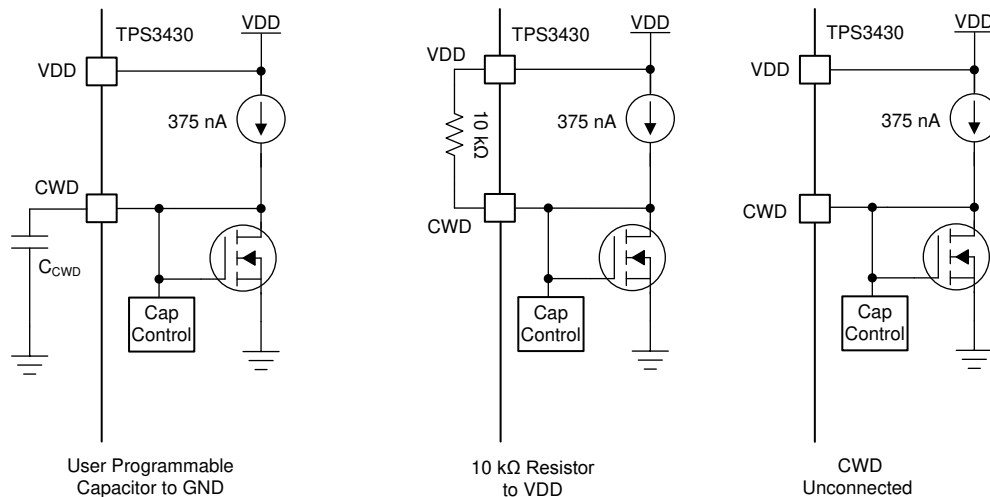 TPS3430
VDD
VDD
375 nA
CWD
CCWD
Cap
Control
User Programmable
Capacitor to GND
TPS3430
VDD
VDD
10 kΩ
375 nA
CWD
Cap
Control
10 kΩ Resistor
to VDD
TPS3430
VDD
VDD
375 nA
CWD
Cap
Control
CWD
Unconnected